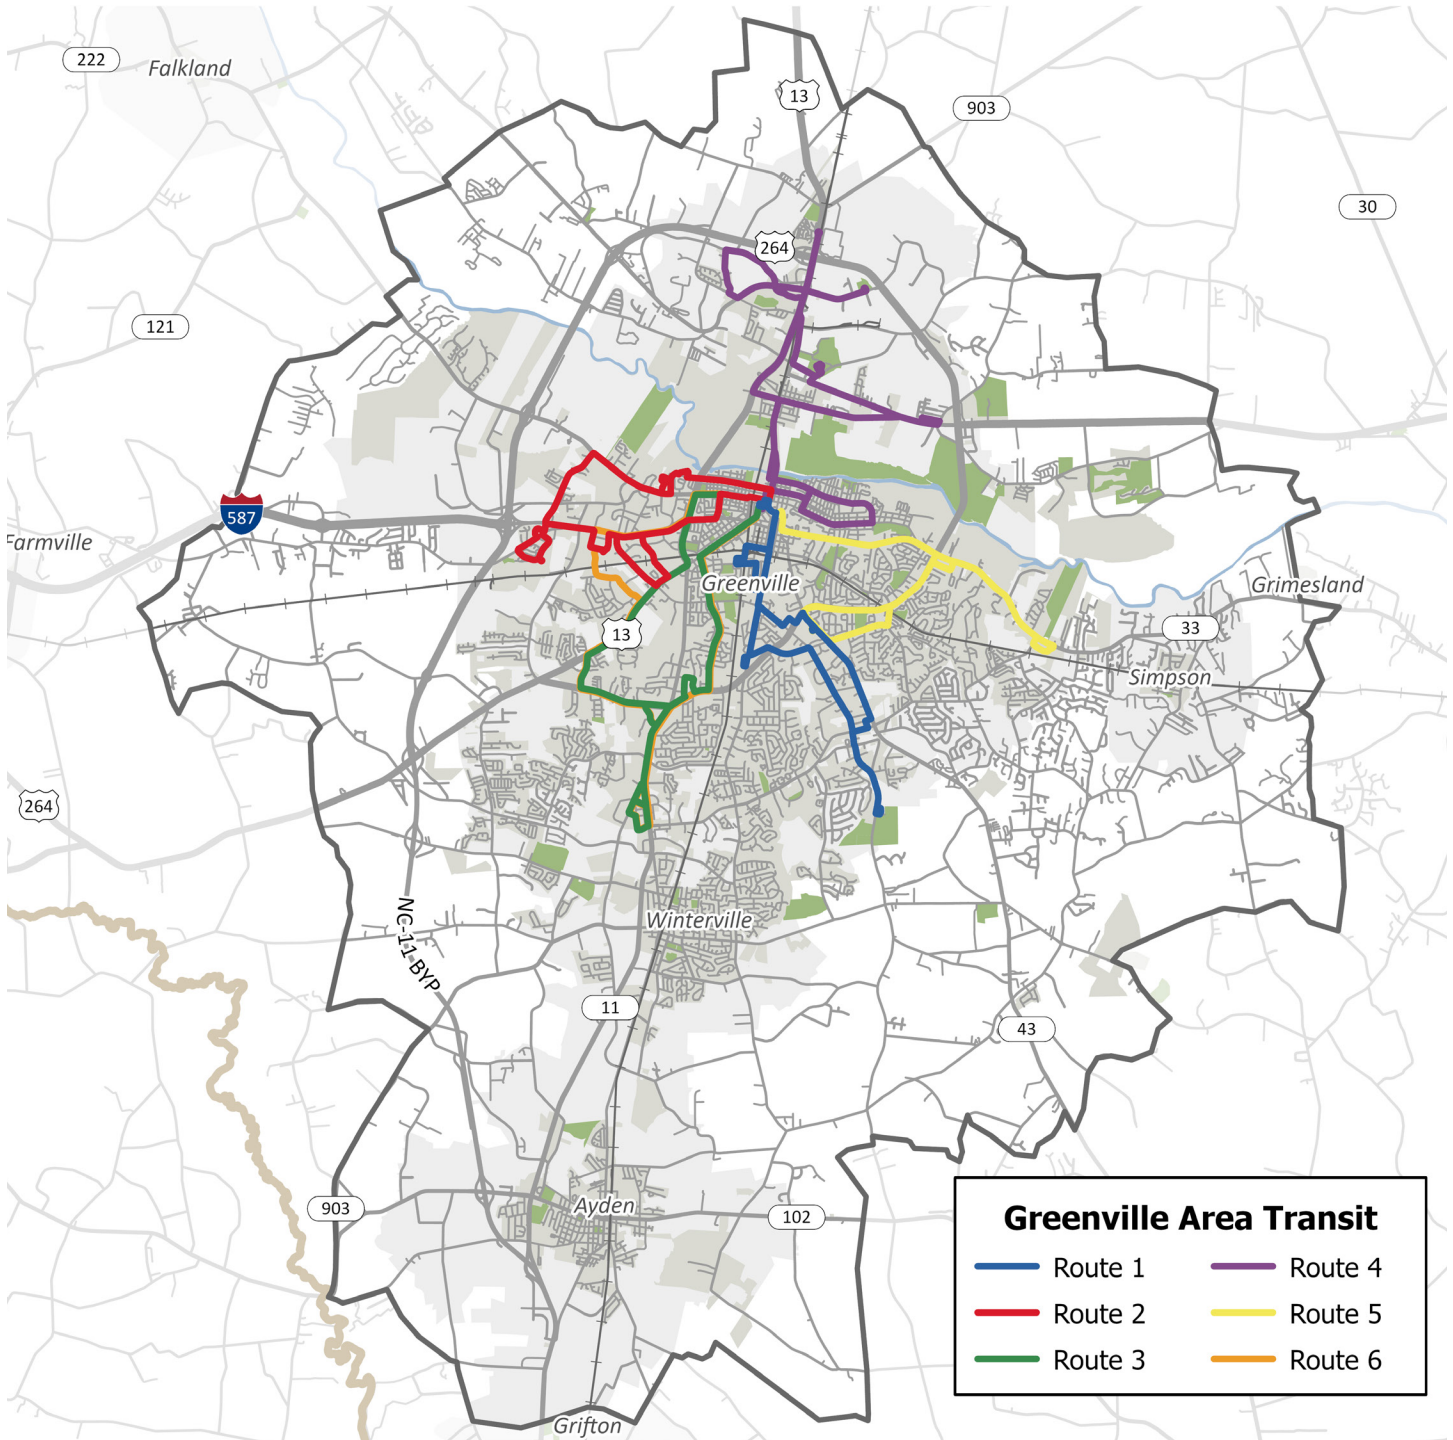 222
Falkland
13
903
30
264
121
587
Farmville
Greenville
Grimesland
33
13
Simpson
264
Winterville
NC-11 BYP
11
43
Ayden
903
102
Grifton
Greenville Area Transit
Route 1
Route 4
Route 2
Route 5
Route 3
Route 6